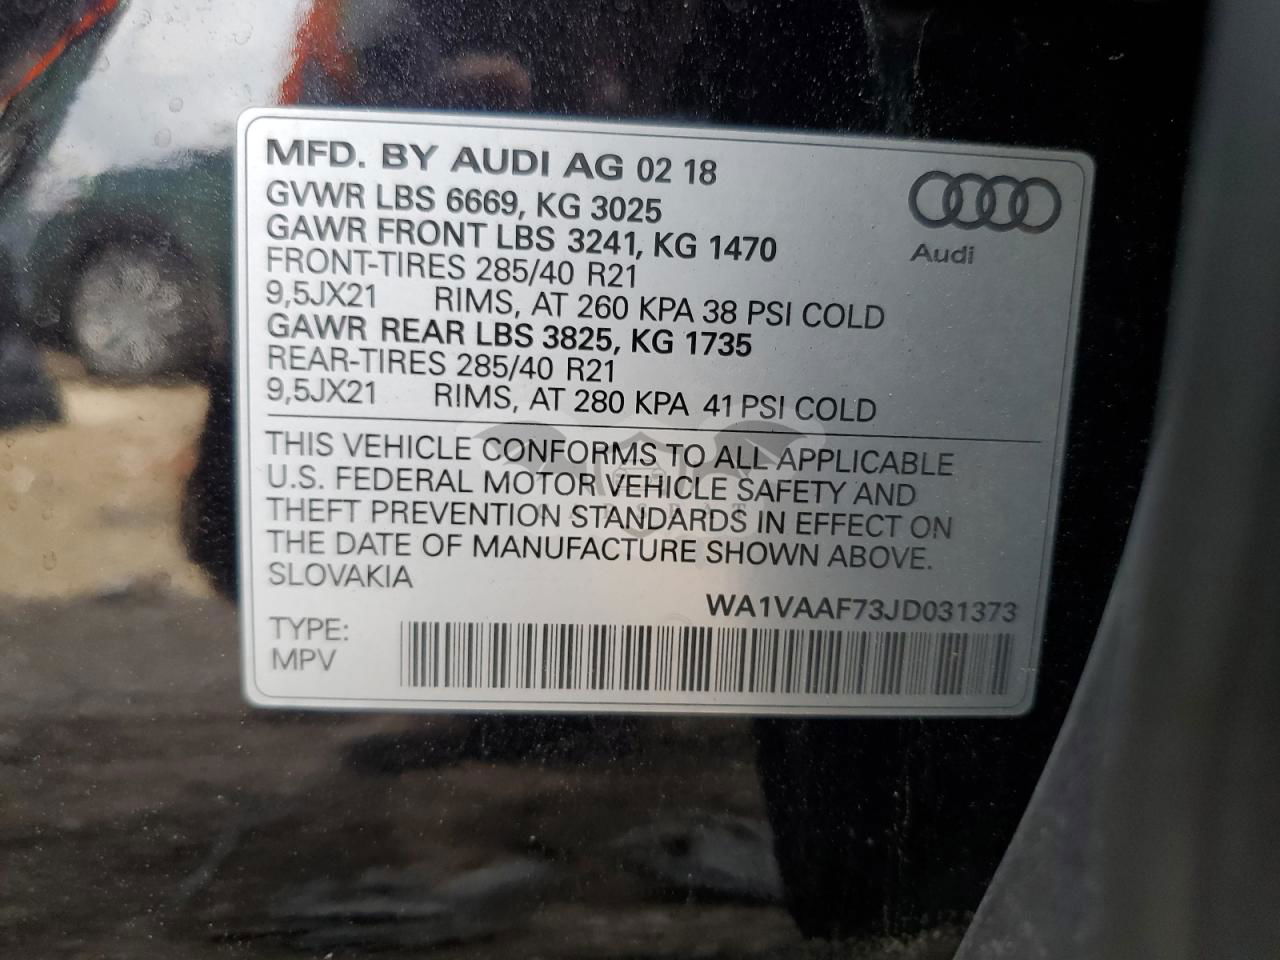 MFD. BY AUDI AG 02 18
GVWR LBS 6669, KG 3025
GAWR FRONT LBS 3241, KG 1470
FRONT-TIRES 285/40 R21
9,5JX21 RIMS, AT 260 KPA 38 PSI COLD
GAWR REAR LBS 3825, KG 1735
REAR-TIRES 285/40 R21
9,5JX21 RIMS, AT 280 KPA 41 PSI COLD
Audi
THIS VEHICLE CONFORMS TO ALL APPLICABLE
U.S. FEDERAL MOTOR VEHICLE SAFETY AND
THEFT PREVENTION STANDARDS IN EFFECT ON
THE DATE OF MANUFACTURE SHOWN ABOVE.
SLOVAKIA
WA1VAAF73JD031373
TYPE:
MPV